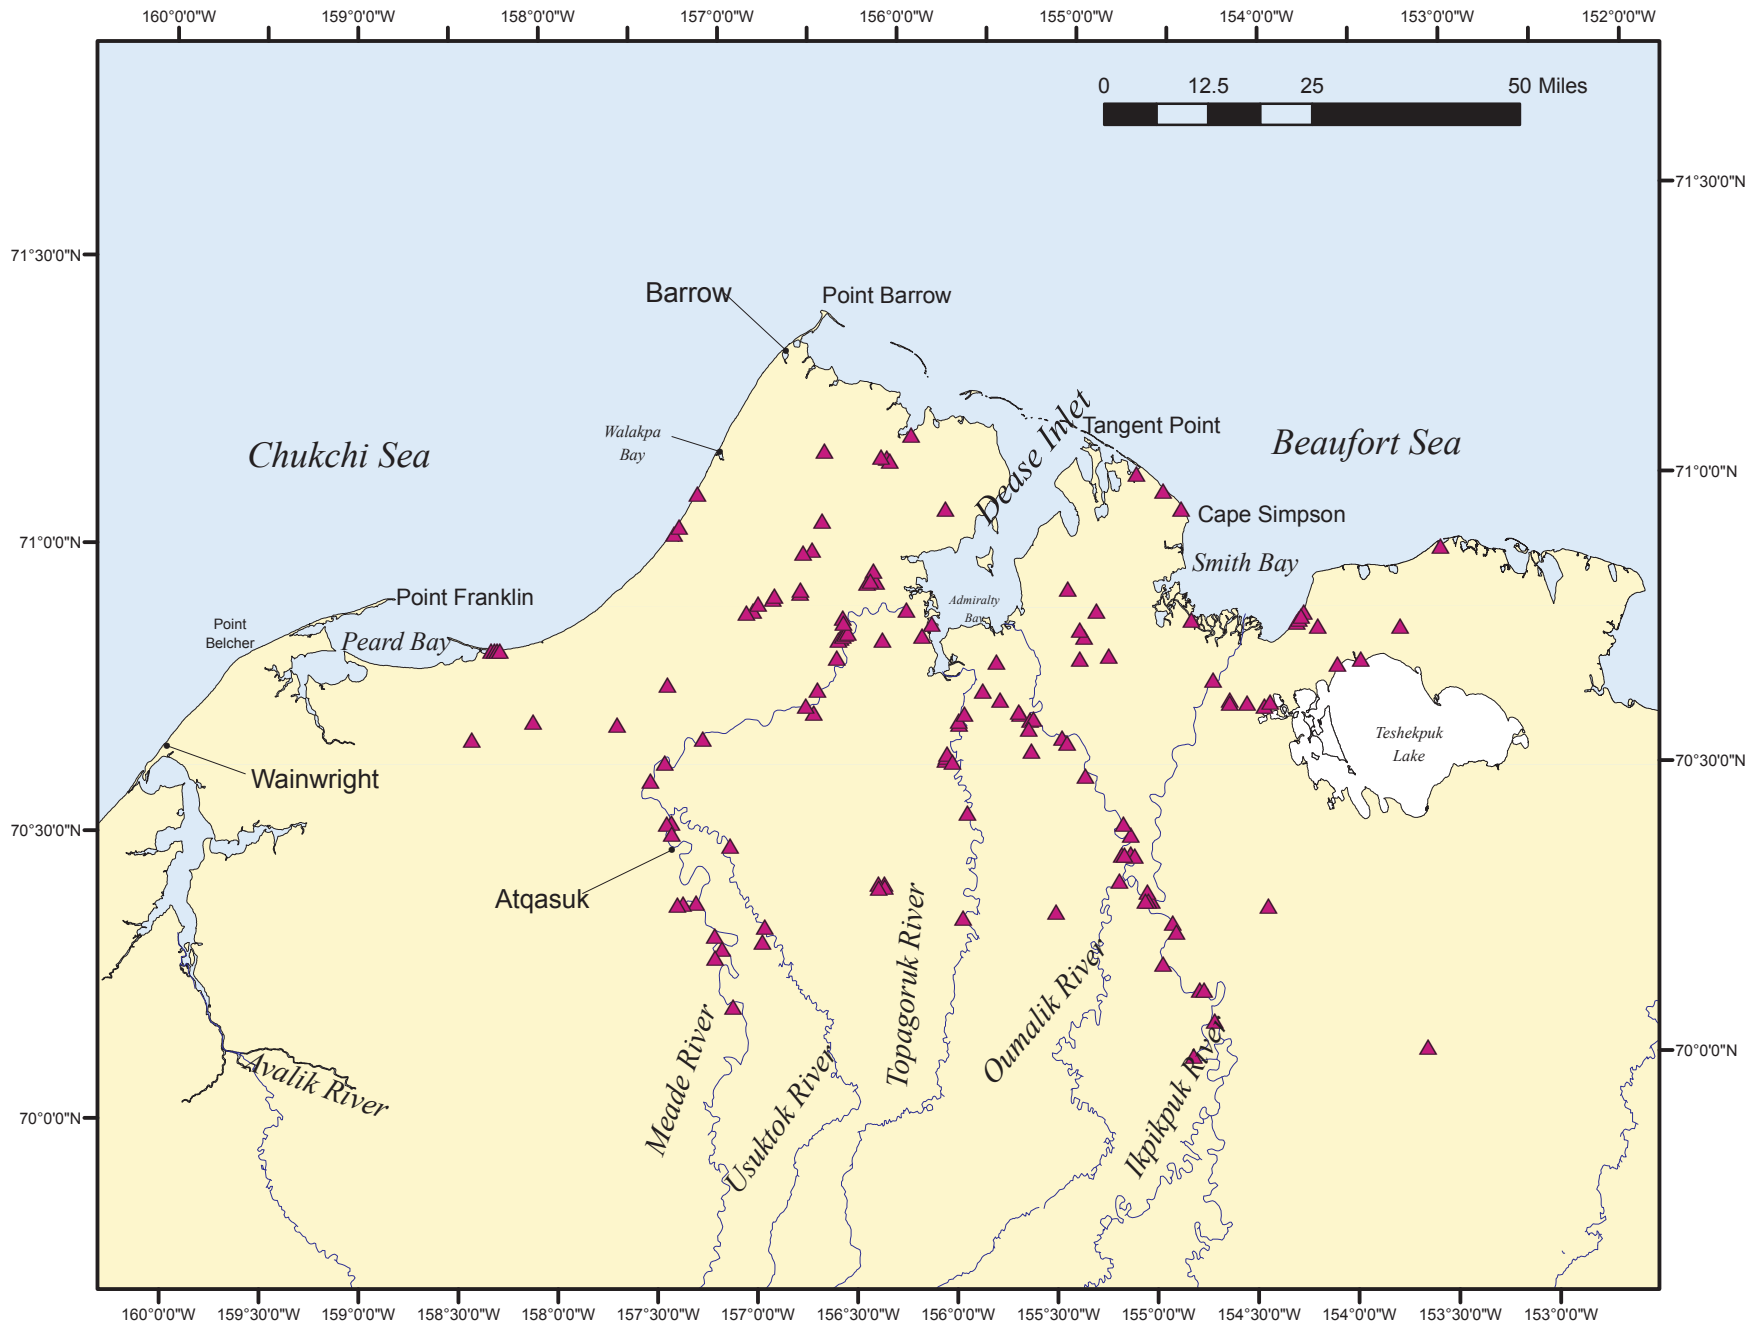 160°0'0"W 159°0'0"W 158°0'0"W 157°0'0"W 156°0'0"W 155°0'0"W 154°0'0"W 153°0'0"W 152°0'0"W
0 12.5 25 50 Miles
71°30'0"N
71°30'0"N
Barrow
Point Barrow
Dease Inlet
Tangent Point
Walakpa
Bay
Chukchi Sea
Beaufort Sea
71°0'0"N
Cape Simpson
71°0'0"N
Smith Bay
Point Franklin
Admiralty
Bay
Point
Belcher
Peard Bay
Teshekpuk
Lake
70°30'0"N
Wainwright
70°30'0"N
Atqasuk
Topagoruk River
Oumalik River
Meade River
Usuktok River
Ikpikpuk River
Avalik River
70°0'0"N
70°0'0"N
160°0'0"W 159°30'0"W 159°0'0"W 158°30'0"W 158°0'0"W 157°30'0"W 157°0'0"W 156°30'0"W 156°0'0"W 155°30'0"W 155°0'0"W 154°30'0"W 154°0'0"W 153°30'0"W 153°0'0"W